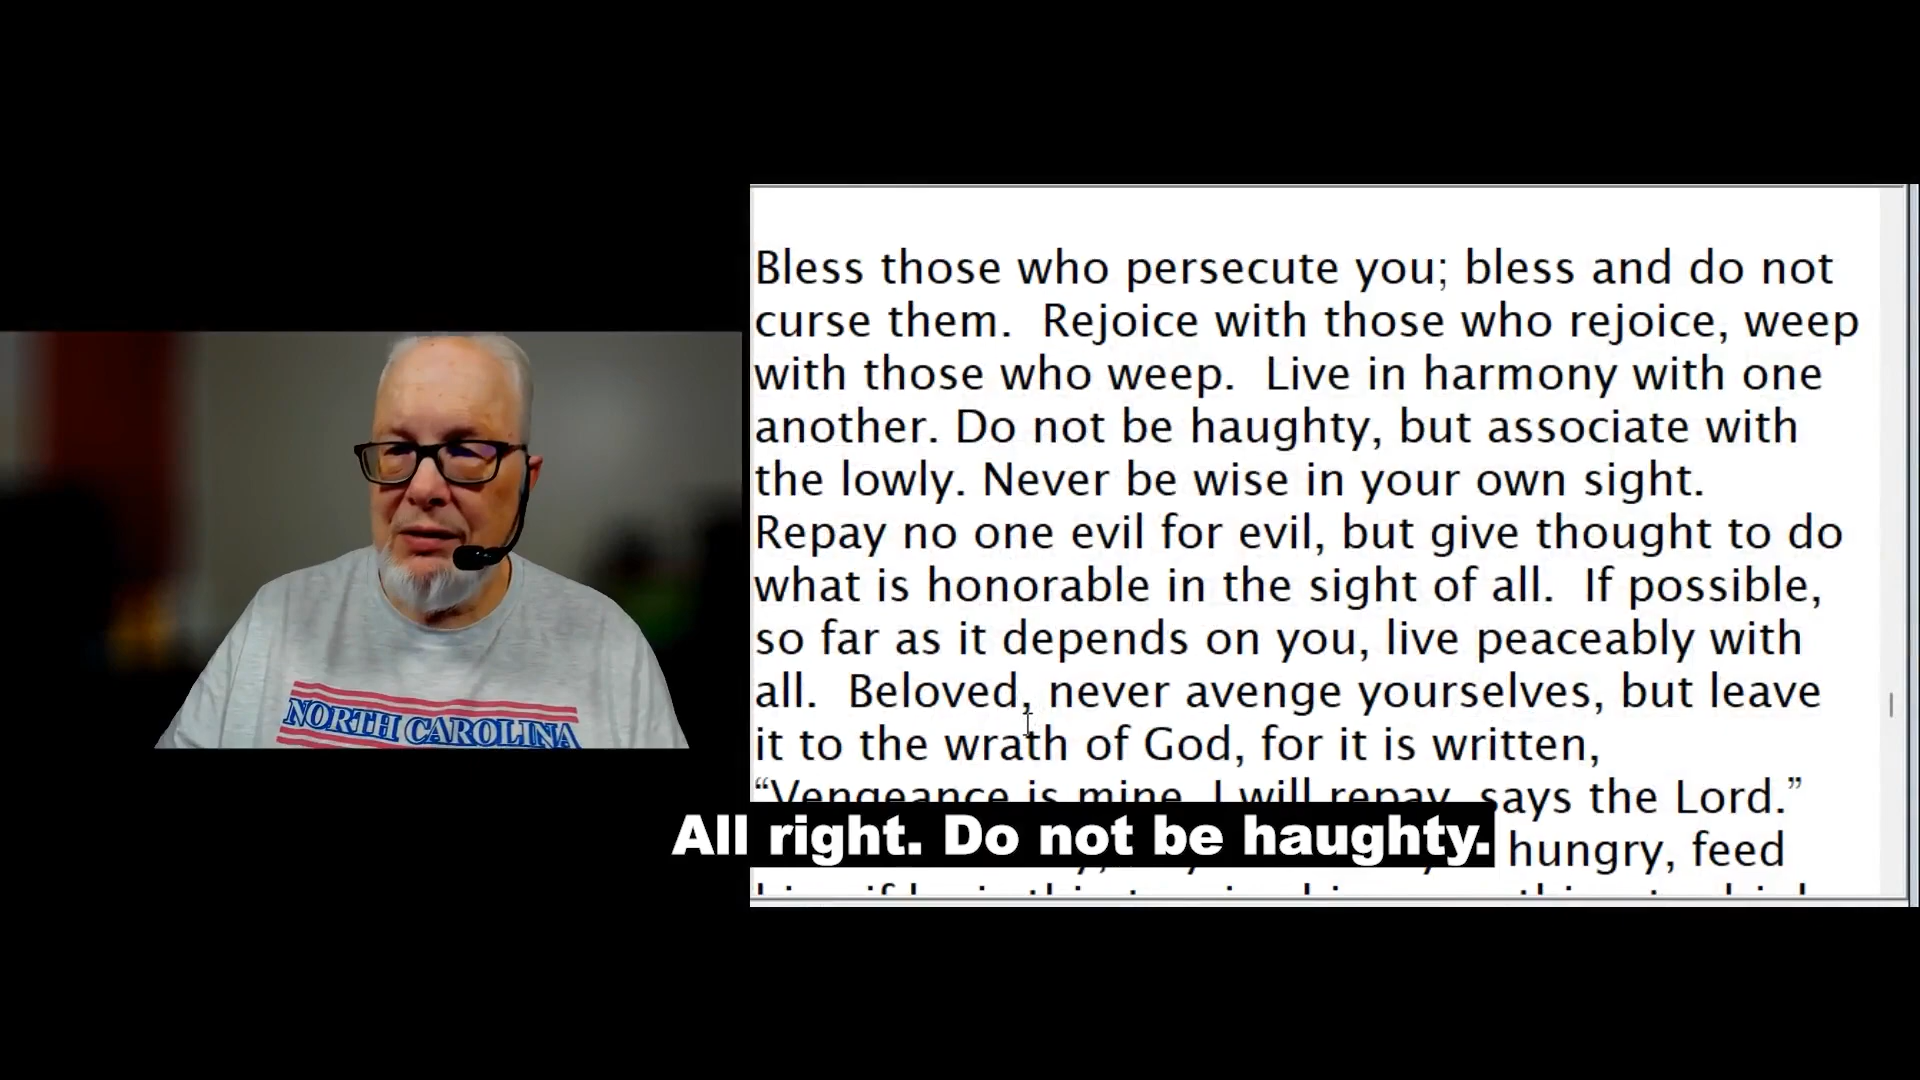 Bless those who persecute you; bless and do not
curse them. Rejoice with those who rejoice, weep
with those who weep. Live in harmony with one
another. Do not be haughty, but associate with
the lowly. Never be wise in your own sight.
Repay no one evil for evil, but give thought to do
what is honorable in the sight of all. If possible,
so far as it depends on you, live peaceably with
all. Beloved, never avenge yourselves, but leave
it to the wrath of God, for it is written,
“Vengeance is mine, I will repay, says the Lord.”
hungry, feed
All right. Do not be haughty.
NORTH CAROLINA